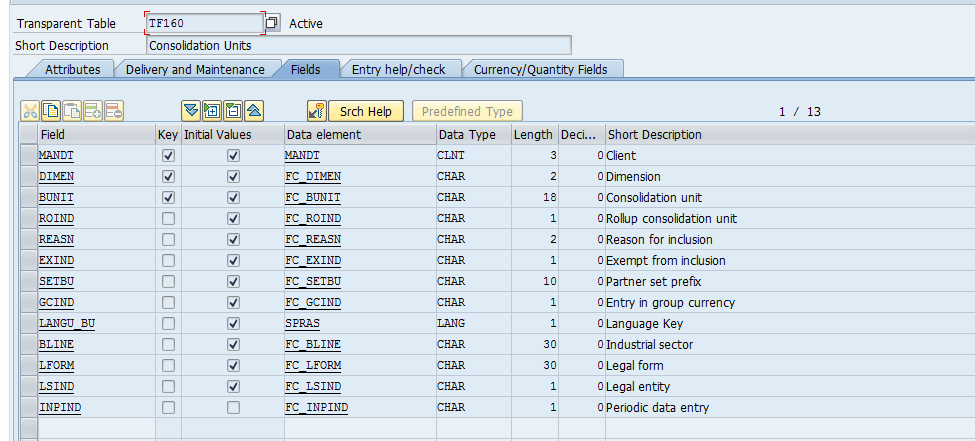 Transparent Table TF160 Active
Short Description Consolidation Units
Attributes Delivery and Maintenance Fields Entry help/check Currency/Quantity Fields
Srch Help Predefined Type 1 / 13
Field Key Initial Values Data element Data Type Length Deci... Short Description
MANDT MANDT CLNT 3 0 Client
DIMEN FC_DIMEN CHAR 2 0 Dimension
BUNIT FC_BUNIT CHAR 18 0 Consolidation unit
ROIND FC_ROIND CHAR 1 0 Rollup consolidation unit
REASN FC_REASN CHAR 2 0 Reason for inclusion
EXIND FC_EXIND CHAR 1 0 Exempt from inclusion
SETBU FC_SETBU CHAR 10 0 Partner set prefix
GCIND FC_GCIND CHAR 1 0 Entry in group currency
LANGU_BU SPRAS LANG 1 0 Language Key
BLINE FC_BLINE CHAR 30 0 Industrial sector
LFORM FC_LFORM CHAR 30 0 Legal form
LSIND FC_LSIND CHAR 1 0 Legal entity
INPIND FC_INPIND CHAR 1 0 Periodic data entry